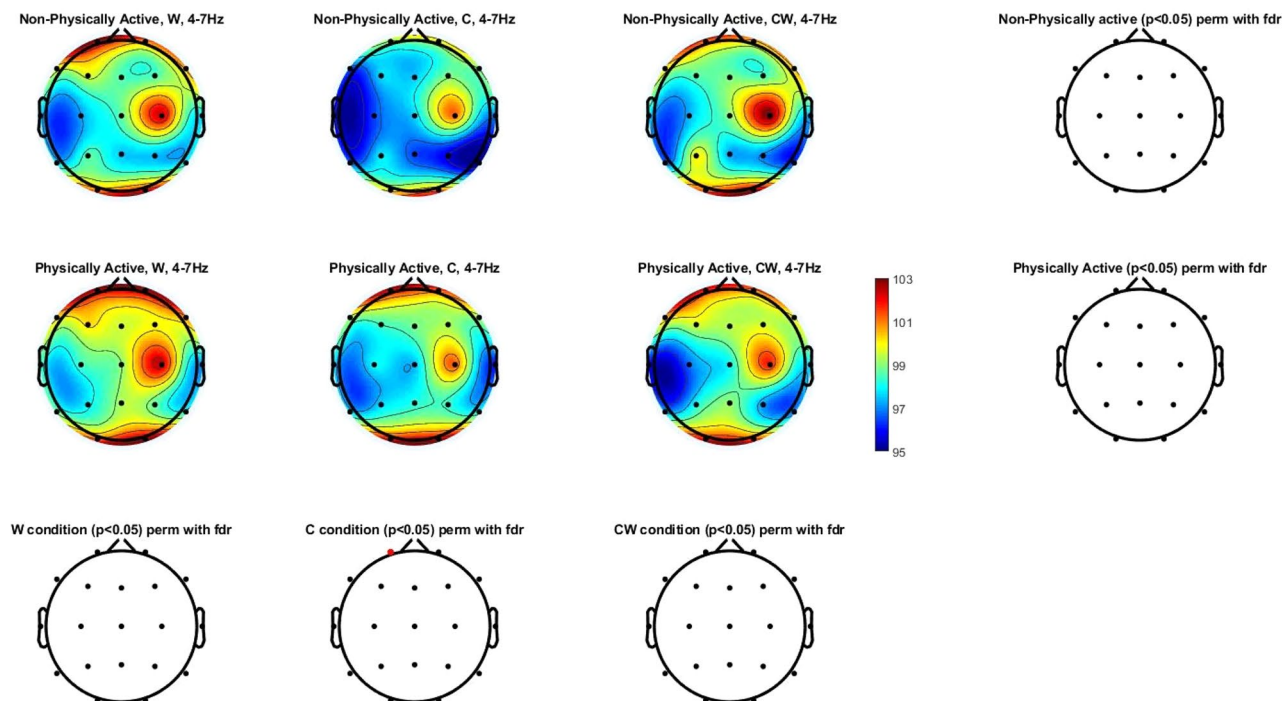 Non-Physically Active, W, 4-7Hz
Non-Physically Active, C, 4-7Hz
Non-Physically Active, CW, 4-7Hz
Non-Physically active (p<0.05) perm with fdr
Physically Active, W, 4-7Hz
Physically Active, C, 4-7Hz
Physically Active, CW, 4-7Hz
Physically Active (p<0.05) perm with fdr
103
101
99
97
95
W condition (p<0.05) perm with fdr
C condition (p<0.05) perm with fdr
CW condition (p<0.05) perm with fdr